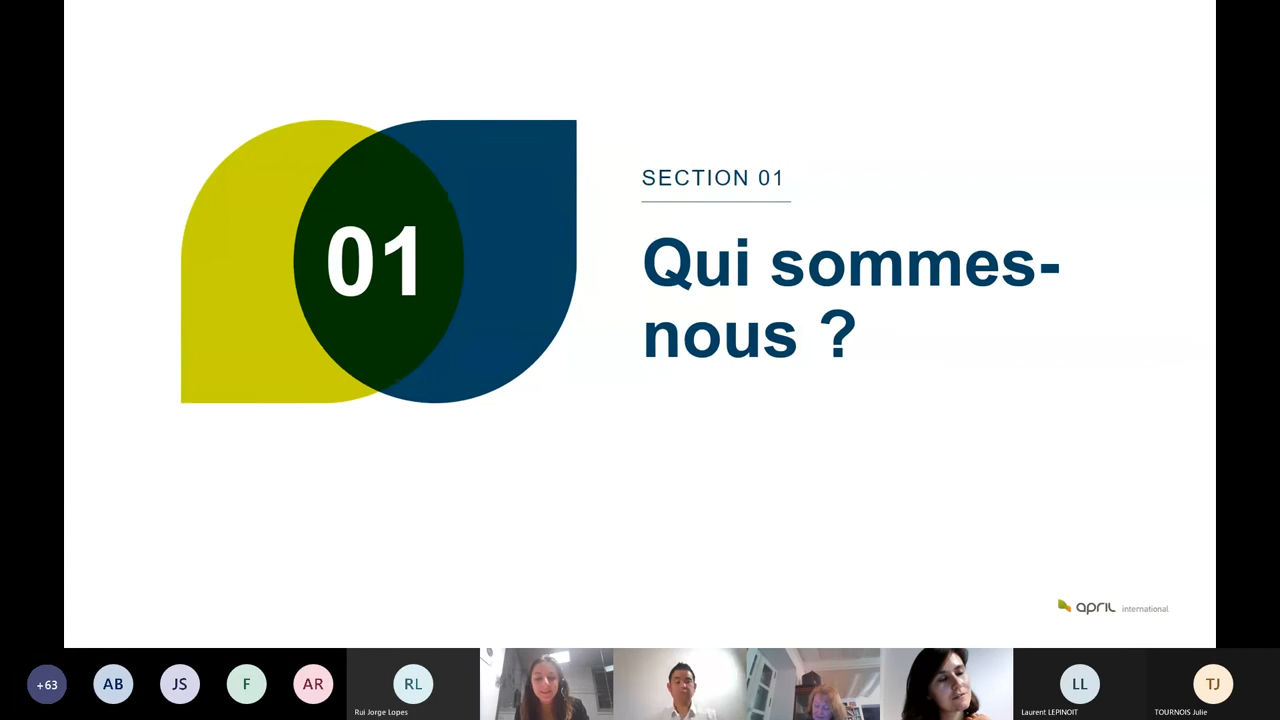 01
SECTION 01
Qui sommes-
nous ?
april international
+63
AB
JS
F
AR
RL
Rui Jorge Lopes
LL
Laurent LEPINOIT
TJ
TOURNOIS Julie